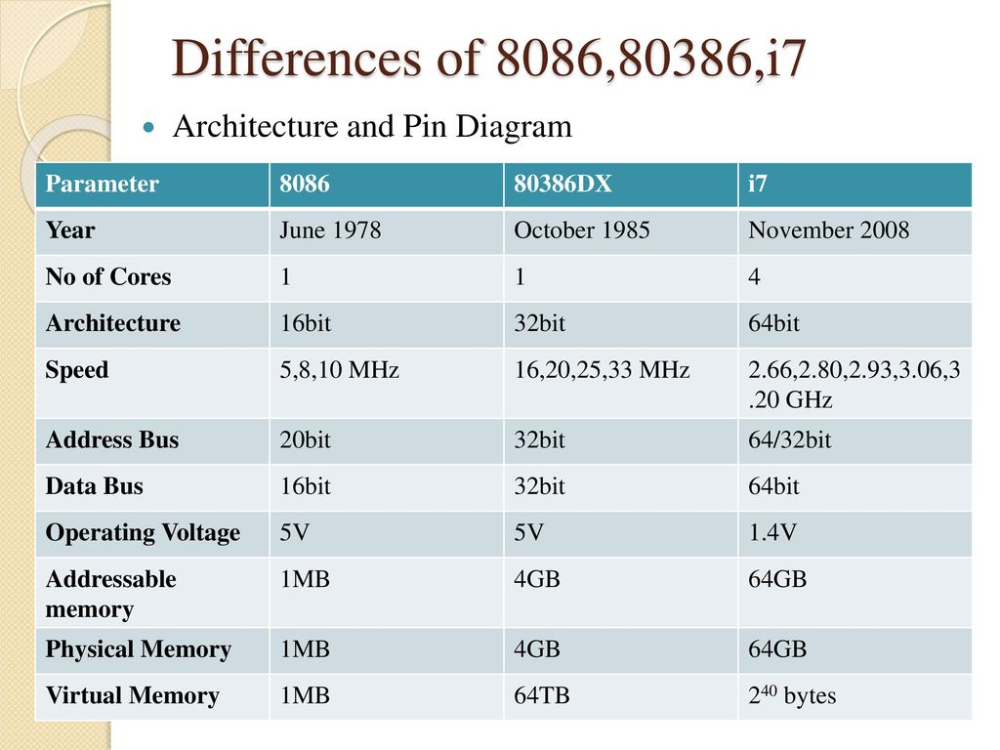 Differences of 8086,80386,i7
• Architecture and Pin Diagram
Parameter 8086 80386DX i7
Year June 1978 October 1985 November 2008
No of Cores 1 1 4
Architecture 16bit 32bit 64bit
Speed 5,8,10 MHz 16,20,25,33 MHz 2.66,2.80,2.93,3.06,3
.20 GHz
Address Bus 20bit 32bit 64/32bit
Data Bus 16bit 32bit 64bit
Operating Voltage 5V 5V 1.4V
Addressable 1MB 4GB 64GB
memory
Physical Memory 1MB 4GB 64GB
Virtual Memory 1MB 64TB 2⁴⁰ bytes